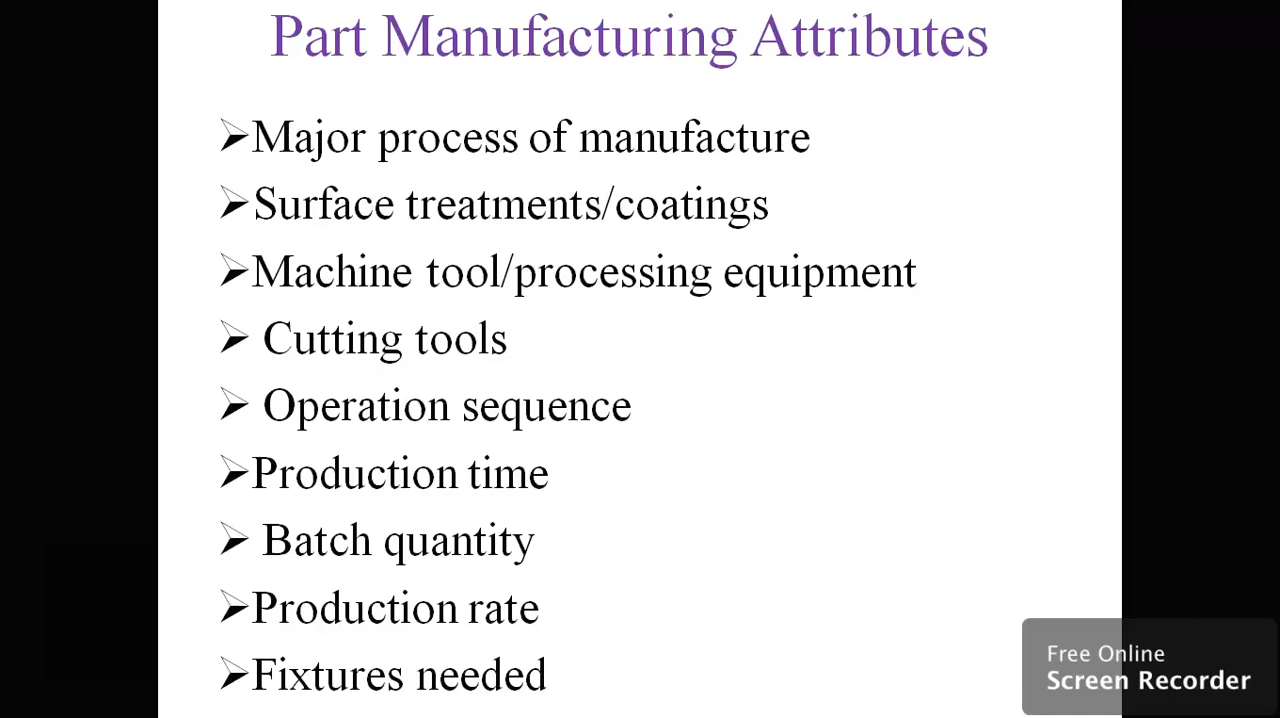 Part Manufacturing Attributes
➢Major process of manufacture
➢Surface treatments/coatings
➢Machine tool/processing equipment
➢ Cutting tools
➢ Operation sequence
➢Production time
➢ Batch quantity
➢Production rate
➢Fixtures needed
Free Online
Screen Recorder